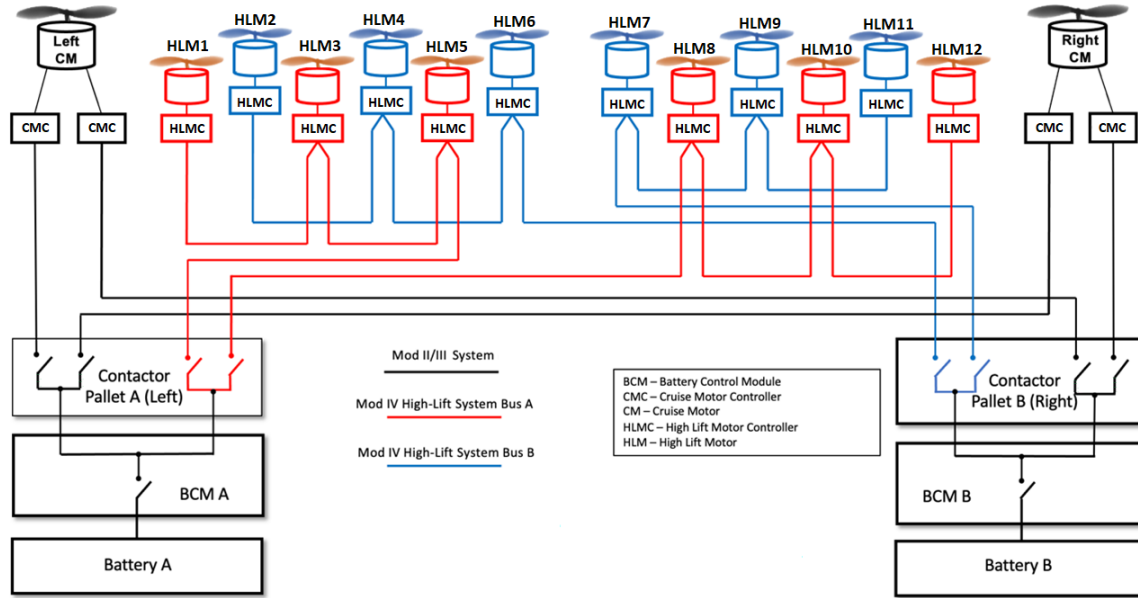 Left
CM
HLM1
HLM2
HLM3
HLM4
HLM5
HLM6
HLM7
HLM8
HLM9
HLM10
HLM11
HLM12
Right
CM
CMC
CMC
HLMC
HLMC
HLMC
HLMC
HLMC
HLMC
HLMC
HLMC
HLMC
HLMC
HLMC
HLMC
CMC
CMC
Contactor
Pallet A (Left)
Mod II/III System
Mod IV High-Lift System Bus A
Mod IV High-Lift System Bus B
BCM – Battery Control Module
CMC – Cruise Motor Controller
CM – Cruise Motor
HLMC – High Lift Motor Controller
HLM – High Lift Motor
Contactor
Pallet B (Right)
BCM A
BCM B
Battery A
Battery B